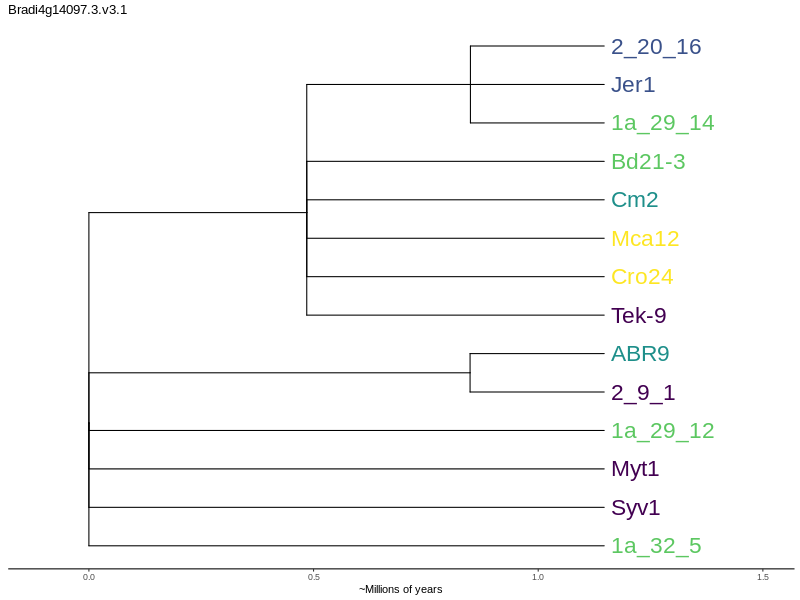 Bradi4g14097.3.v3.1
2_20_16
Jer1
1a_29_14
Bd21-3
Cm2
Mca12
Cro24
Tek-9
ABR9
2_9_1
1a_29_12
Myt1
Syv1
1a_32_5
0.0 0.5 1.0 1.5
~Millions of years